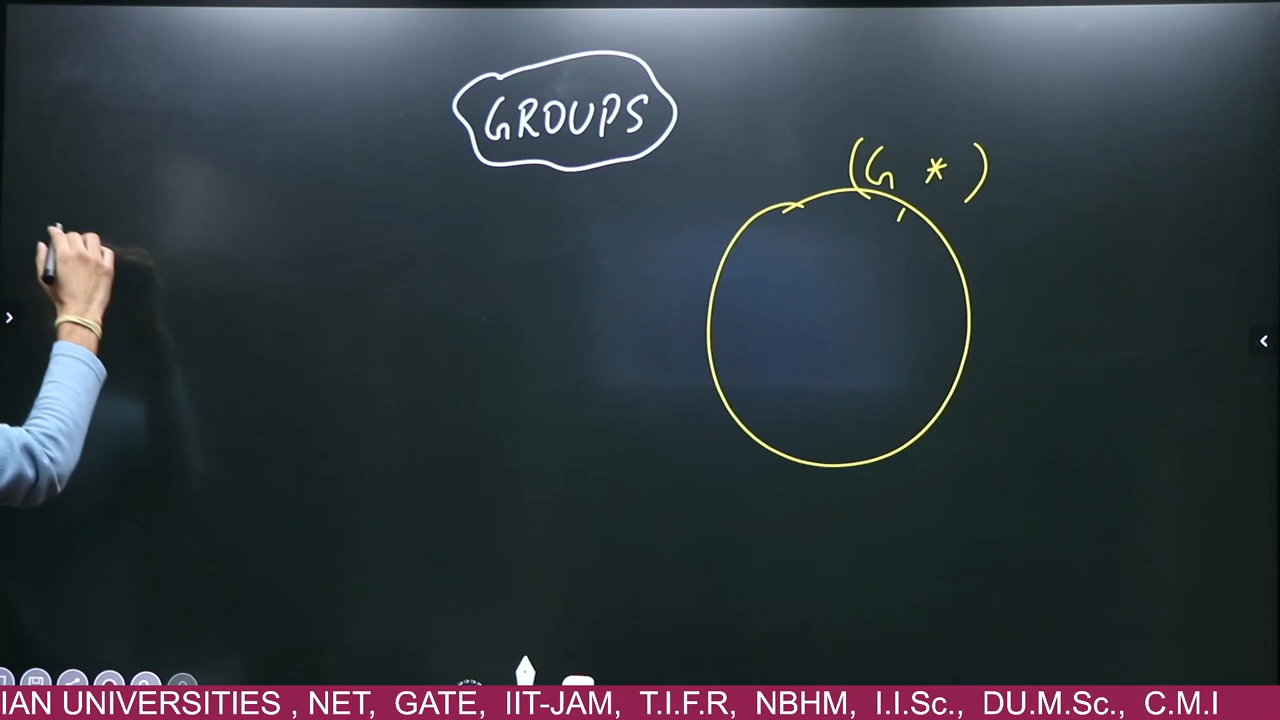 GROUPS
(G, *)
IAN UNIVERSITIES , NET, GATE, IIT-JAM, T.I.F.R, NBHM, I.I.Sc., DU.M.Sc., C.M.I